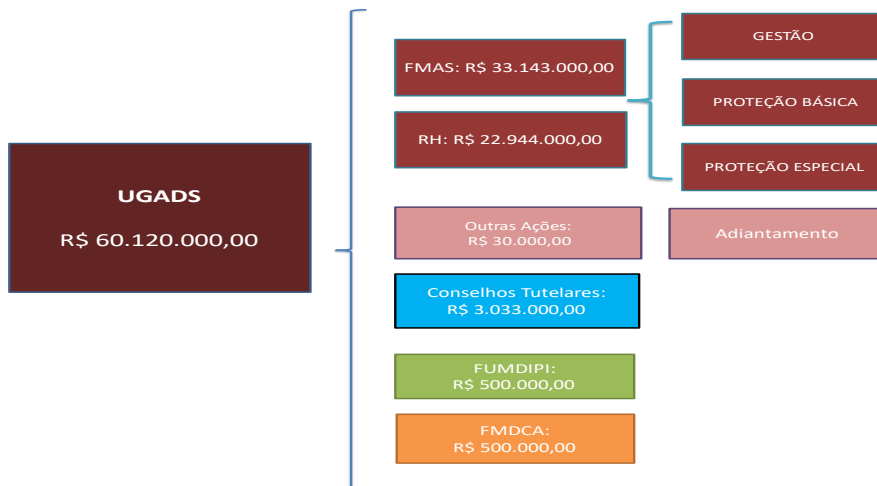 UGADS
R$ 60.120.000,00
FMAS: R$ 33.143.000,00
RH: R$ 22.944.000,00
GESTÃO
PROTEÇÃO BÁSICA
PROTEÇÃO ESPECIAL
Outras Ações:
R$ 30.000,00
Adiantamento
Conselhos Tutelares:
R$ 3.033.000,00
FUMDIPI:
R$ 500.000,00
FMDCA:
R$ 500.000,00